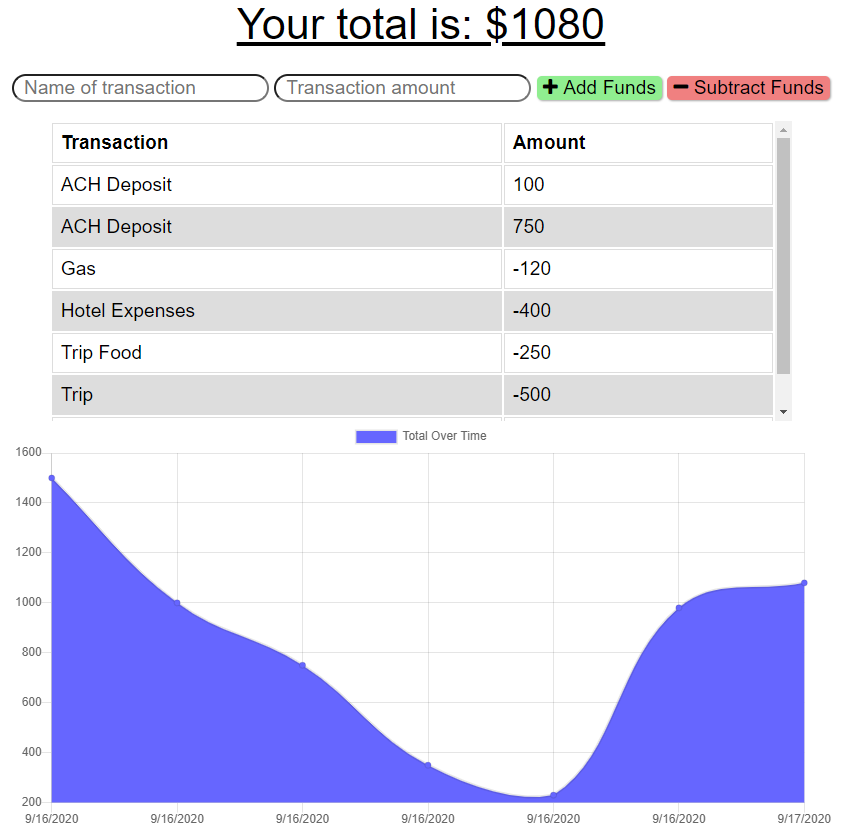 Your total is: $1080
Name of transaction Transaction amount Add Funds Subtract Funds
Transaction Amount
ACH Deposit 100
ACH Deposit 750
Gas -120
Hotel Expenses -400
Trip Food -250
Trip -500
Total Over Time
1600
1400
1200
1000
800
600
400
200
9/16/2020 9/16/2020 9/16/2020 9/16/2020 9/16/2020 9/16/2020 9/17/2020